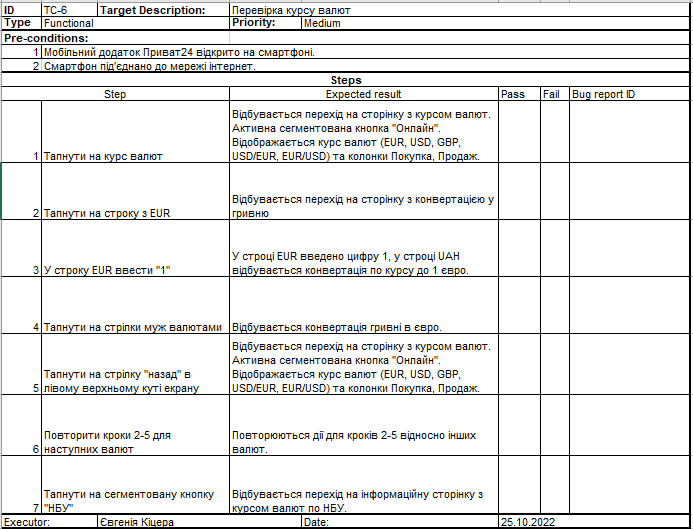 ID TC-6 Target Description: Перевірка курсу валют
Type Functional Priority: Medium
Pre-conditions:
1 Мобільний додаток Приват24 відкрито на смартфоні.
2 Смартфон під'єднано до мережі інтернет.
Steps
Step Expected result Pass Fail Bug report ID
Відбувається перехід на сторінку з курсом валют.
Активна сегментована кнопка "Онлайн".
Відображається курс валют (EUR, USD, GBP,
1 Тапнути на курс валют USD/EUR, EUR/USD) та колонки Покупка, Продаж.
Відбувається перехід на сторінку з конвертацією у
2 Тапнути на строку з EUR гривню
У строці EUR введено цифру 1, у строці UAH
3 У строку EUR ввести "1" відбувається конвертація по курсу до 1 євро.
4 Тапнути на стрілки муж валютами Відбувається конвертація гривні в євро.
Відбувається перехід на сторінку з курсом валют.
Активна сегментована кнопка "Онлайн".
Тапнути на стрілку "назад" в Відображається курс валют (EUR, USD, GBP,
5 лівому верхньому куті екрану USD/EUR, EUR/USD) та колонки Покупка, Продаж.
Повторити кроки 2-5 для Повторюються дії для кроків 2-5 відносно інших
6 наступних валют валют.
Тапнути на сегментовану кнопку Відбувається перехід на інформаційну сторінку з
7 "НБУ" курсом валют по НБУ.
Executor: Євгенія Кіцера Date: 25.10.2022